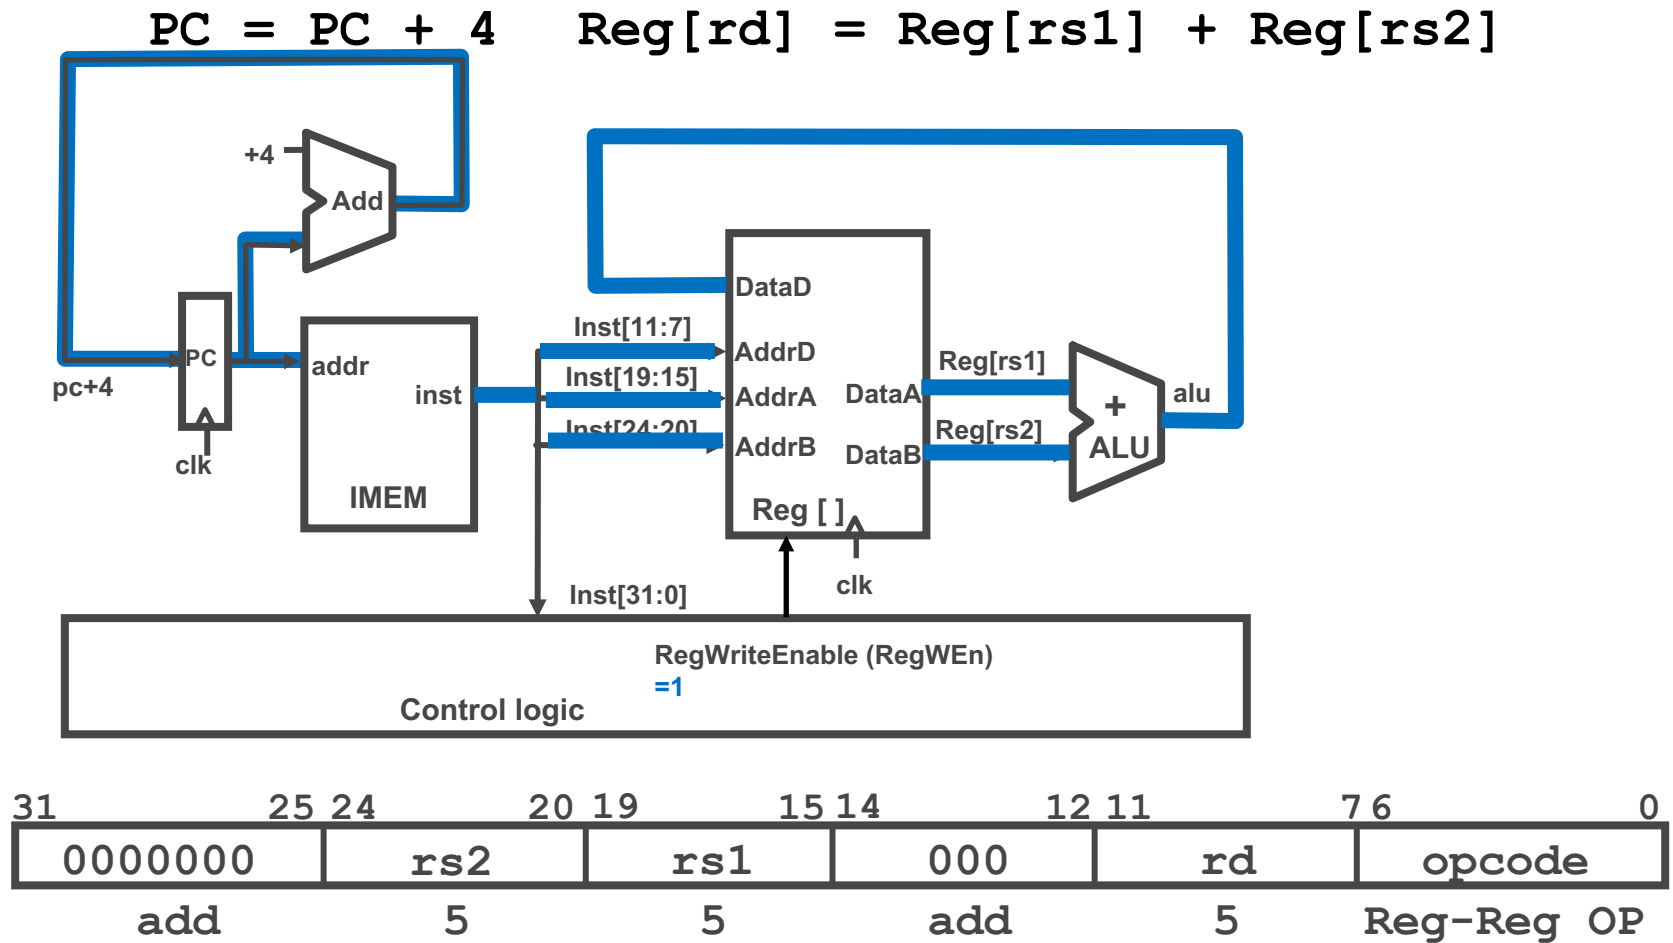 PC = PC + 4 Reg[rd] = Reg[rs1] + Reg[rs2]
+4
Add
DataD
Inst[11:7]
AddrD
PC
addr
pc+4
Inst[19:15]
Reg[rs1]
inst
AddrA
DataA
+
alu
Inst[24:20]
Reg[rs2]
AddrB
DataB
ALU
clk
IMEM
Reg [ ]
clk
Inst[31:0]
RegWriteEnable (RegWEn)
=1
Control logic
31 25 24 20 19 15 14 12 11 7 6 0
0000000 rs2 rs1 000 rd opcode
add 5 5 add 5 Reg-Reg OP